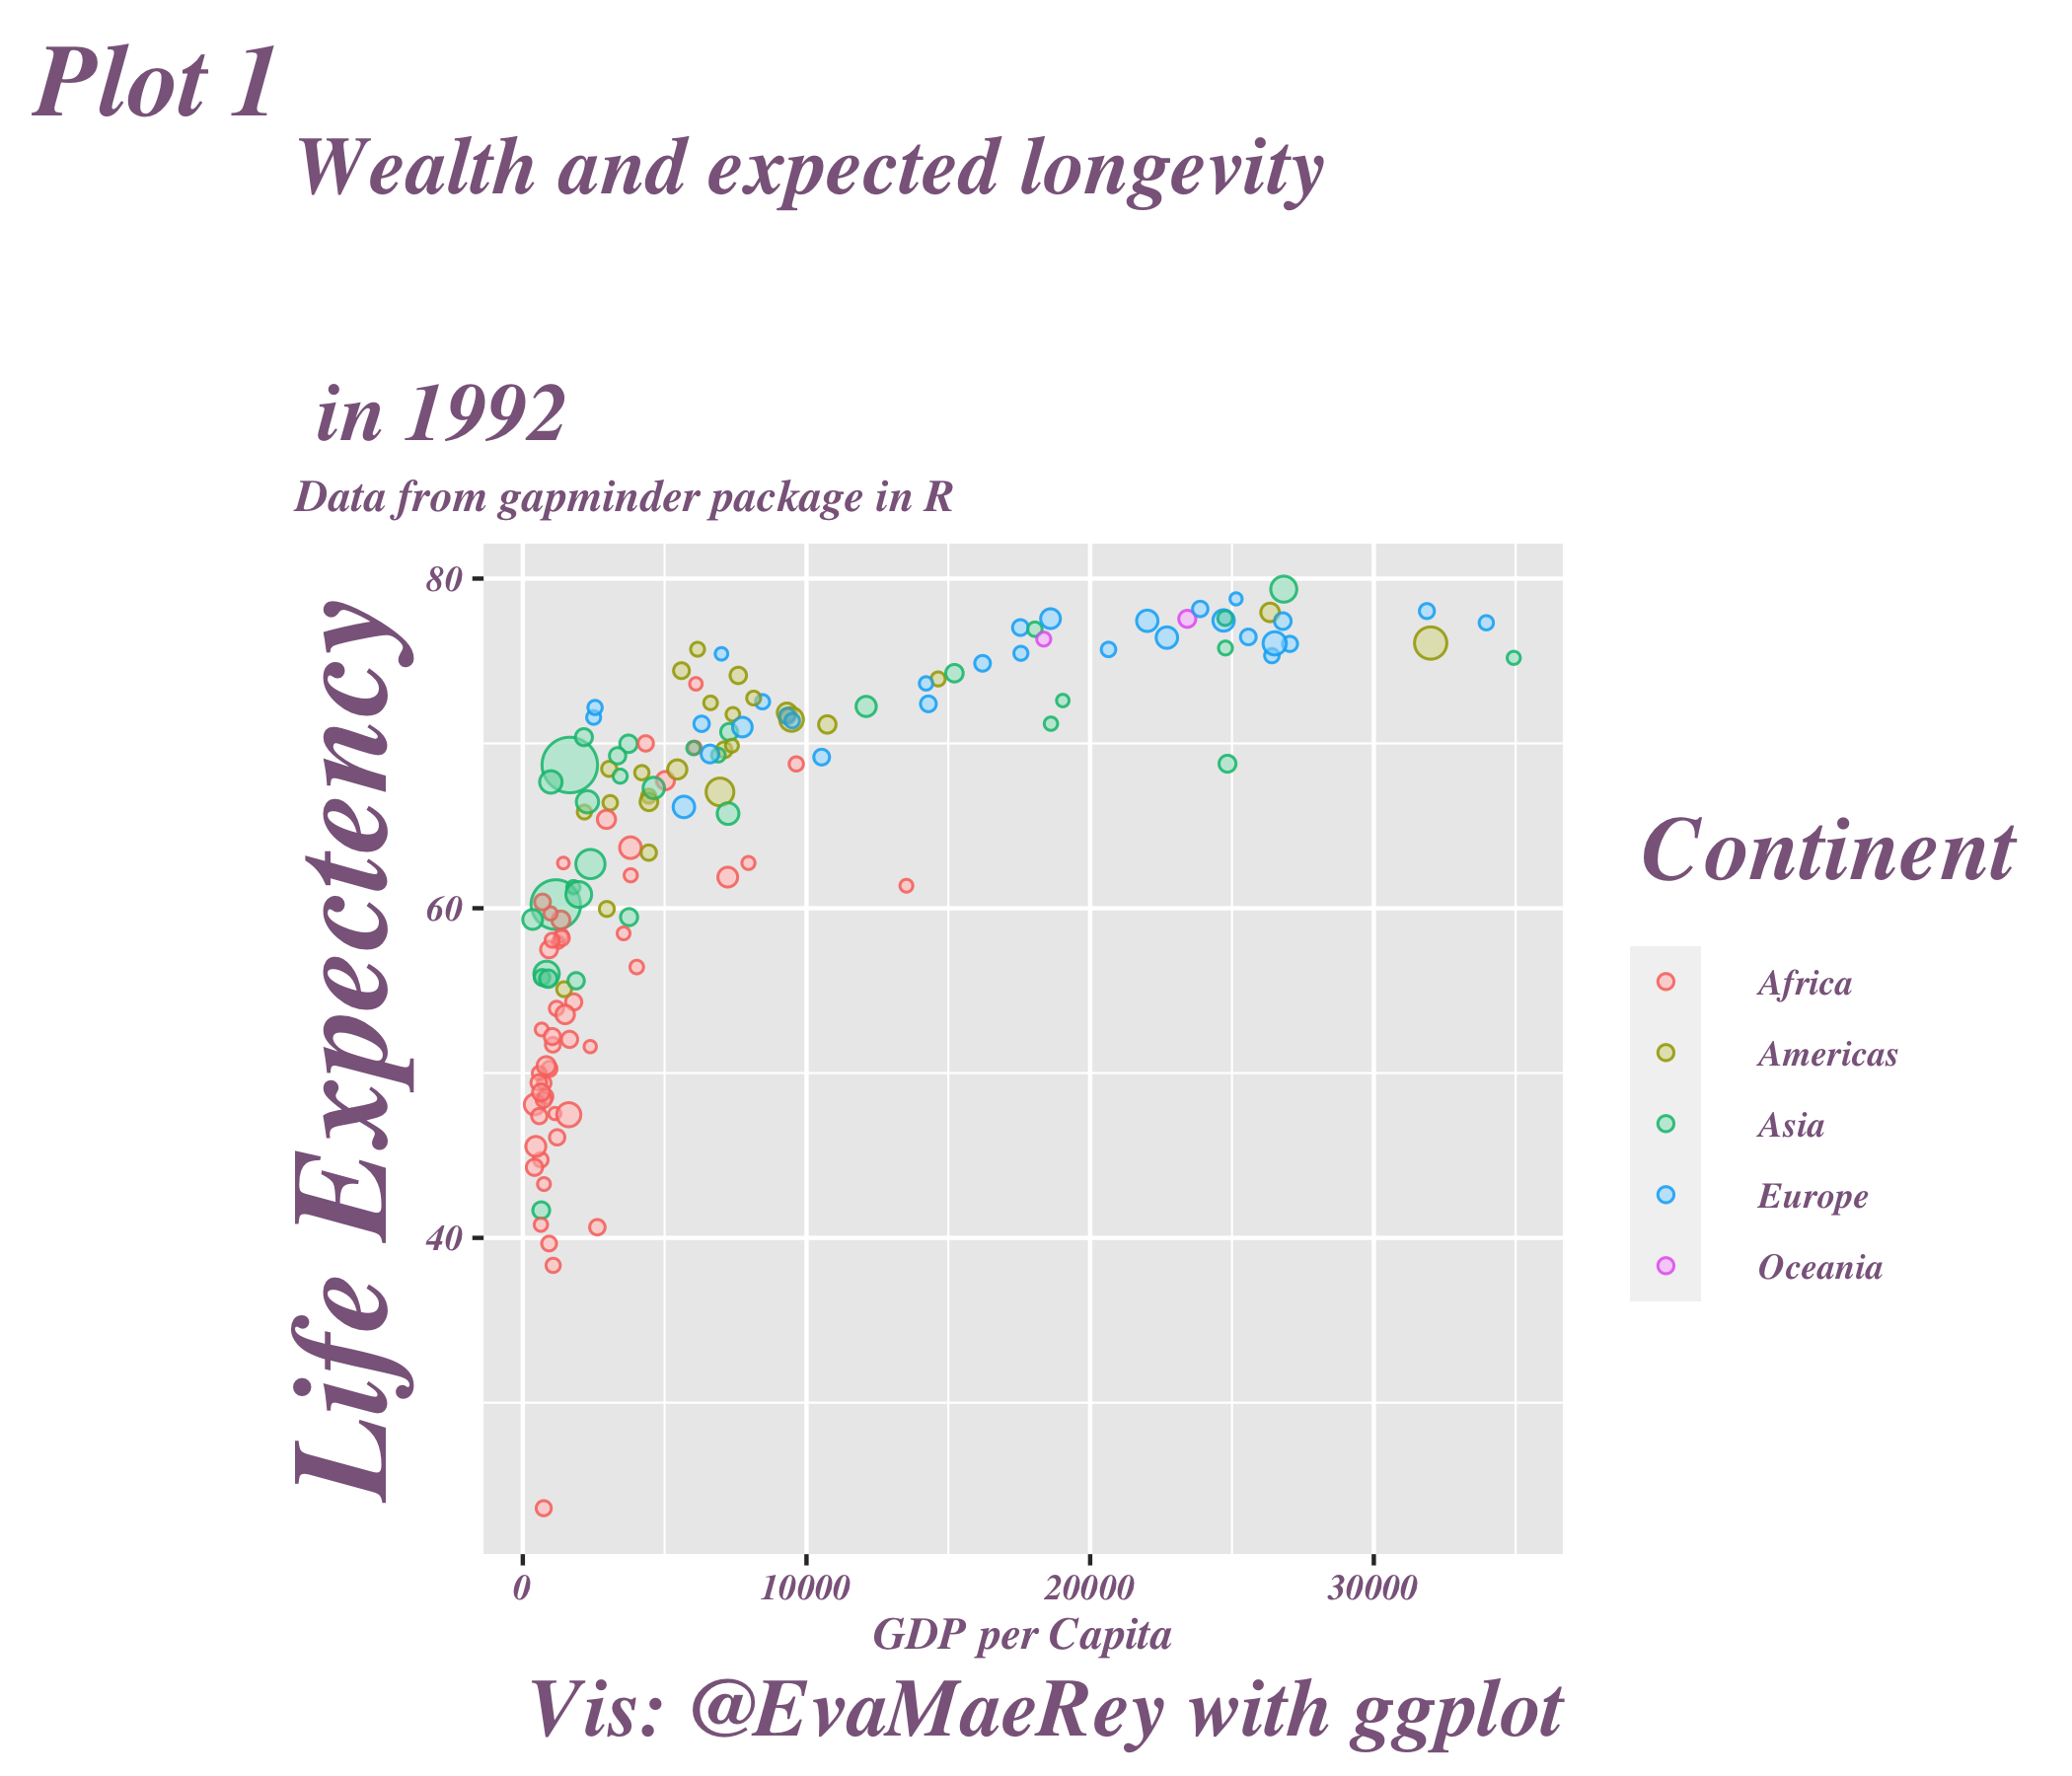 Plot 1
Wealth and expected longevity
in 1992
Data from gapminder package in R
Life Expectency
80
60
40
0 10000 20000 30000
GDP per Capita
Continent
Africa
Americas
Asia
Europe
Oceania
Vis: @EvaMaeRey with ggplot